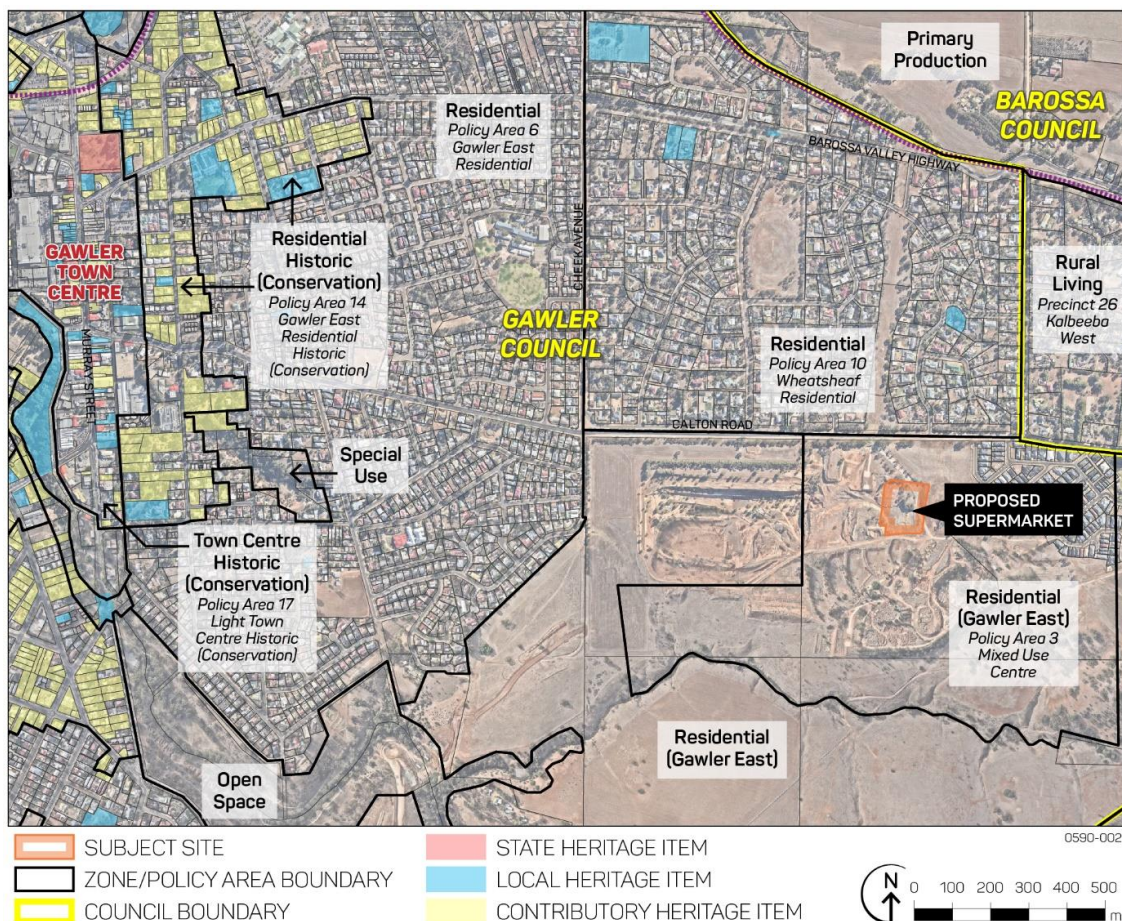 Primary
Production
BAROSSA
COUNCIL
BAROSSA VALLEY HIGHWAY
Residential
Policy Area 6
Gawler East
Residential
CHEEK AVENUE
Residential
Historic
(Conservation)
Policy Area 14
Gawler East
Residential
Historic
(Conservation)
GAWLER
TOWN
CENTRE
MURRAY STREET
GAWLER
COUNCIL
Rural
Living
Precinct 26
Kalbeeba
West
Residential
Policy Area 10
Wheatsheaf
Residential
CALTON ROAD
Special
Use
PROPOSED
SUPERMARKET
Town Centre
Historic
(Conservation)
Policy Area 17
Light Town
Centre Historic
(Conservation)
Residential
(Gawler East)
Policy Area 3
Mixed Use
Centre
Residential
(Gawler East)
Open
Space
0590-002
SUBJECT SITE
ZONE/POLICY AREA BOUNDARY
COUNCIL BOUNDARY
STATE HERITAGE ITEM
LOCAL HERITAGE ITEM
CONTRIBUTORY HERITAGE ITEM
N
0 100 200 300 400 500
m